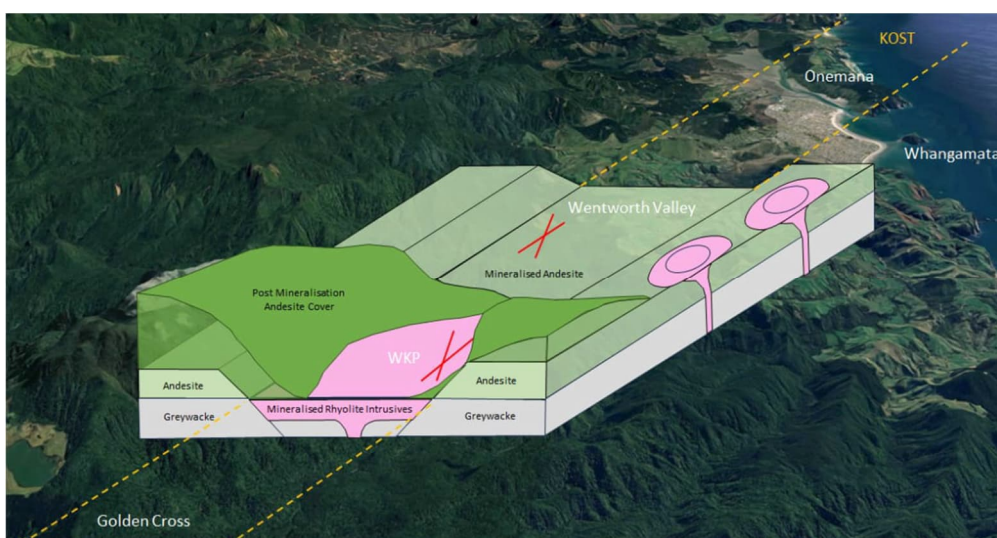 KOST
Onemana
Whangamata
Wentworth Valley
Mineralised Andesite
Post Mineralisation
Andesite Cover
WKP
Andesite
Andesite
Mineralised Rhyolite Intrusives
Greywacke
Greywacke
Golden Cross